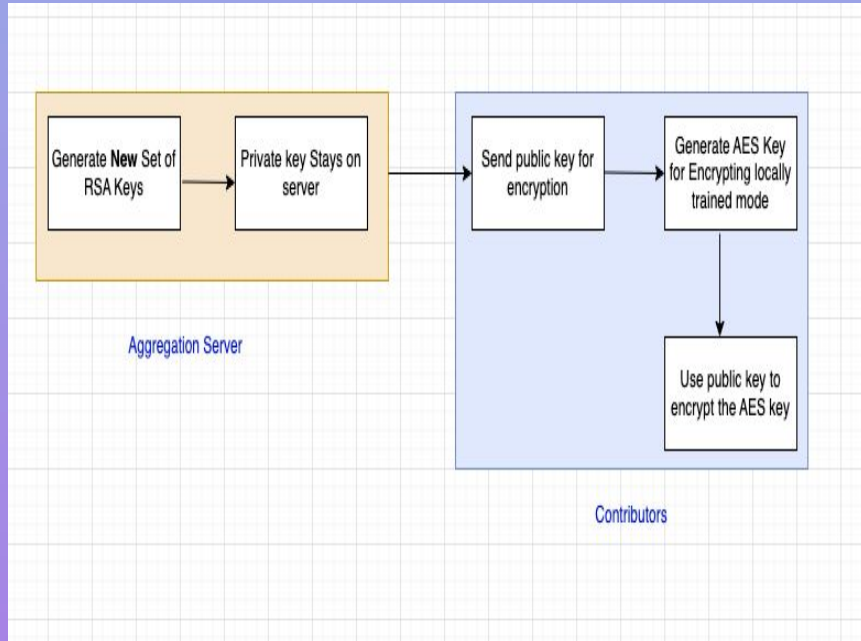 Generate New Set of
RSA Keys
Private key Stays on
server
Send public key for
encryption
Generate AES Key
for Encrypting locally
trained mode
Use public key to
encrypt the AES key
Aggregation Server
Contributors